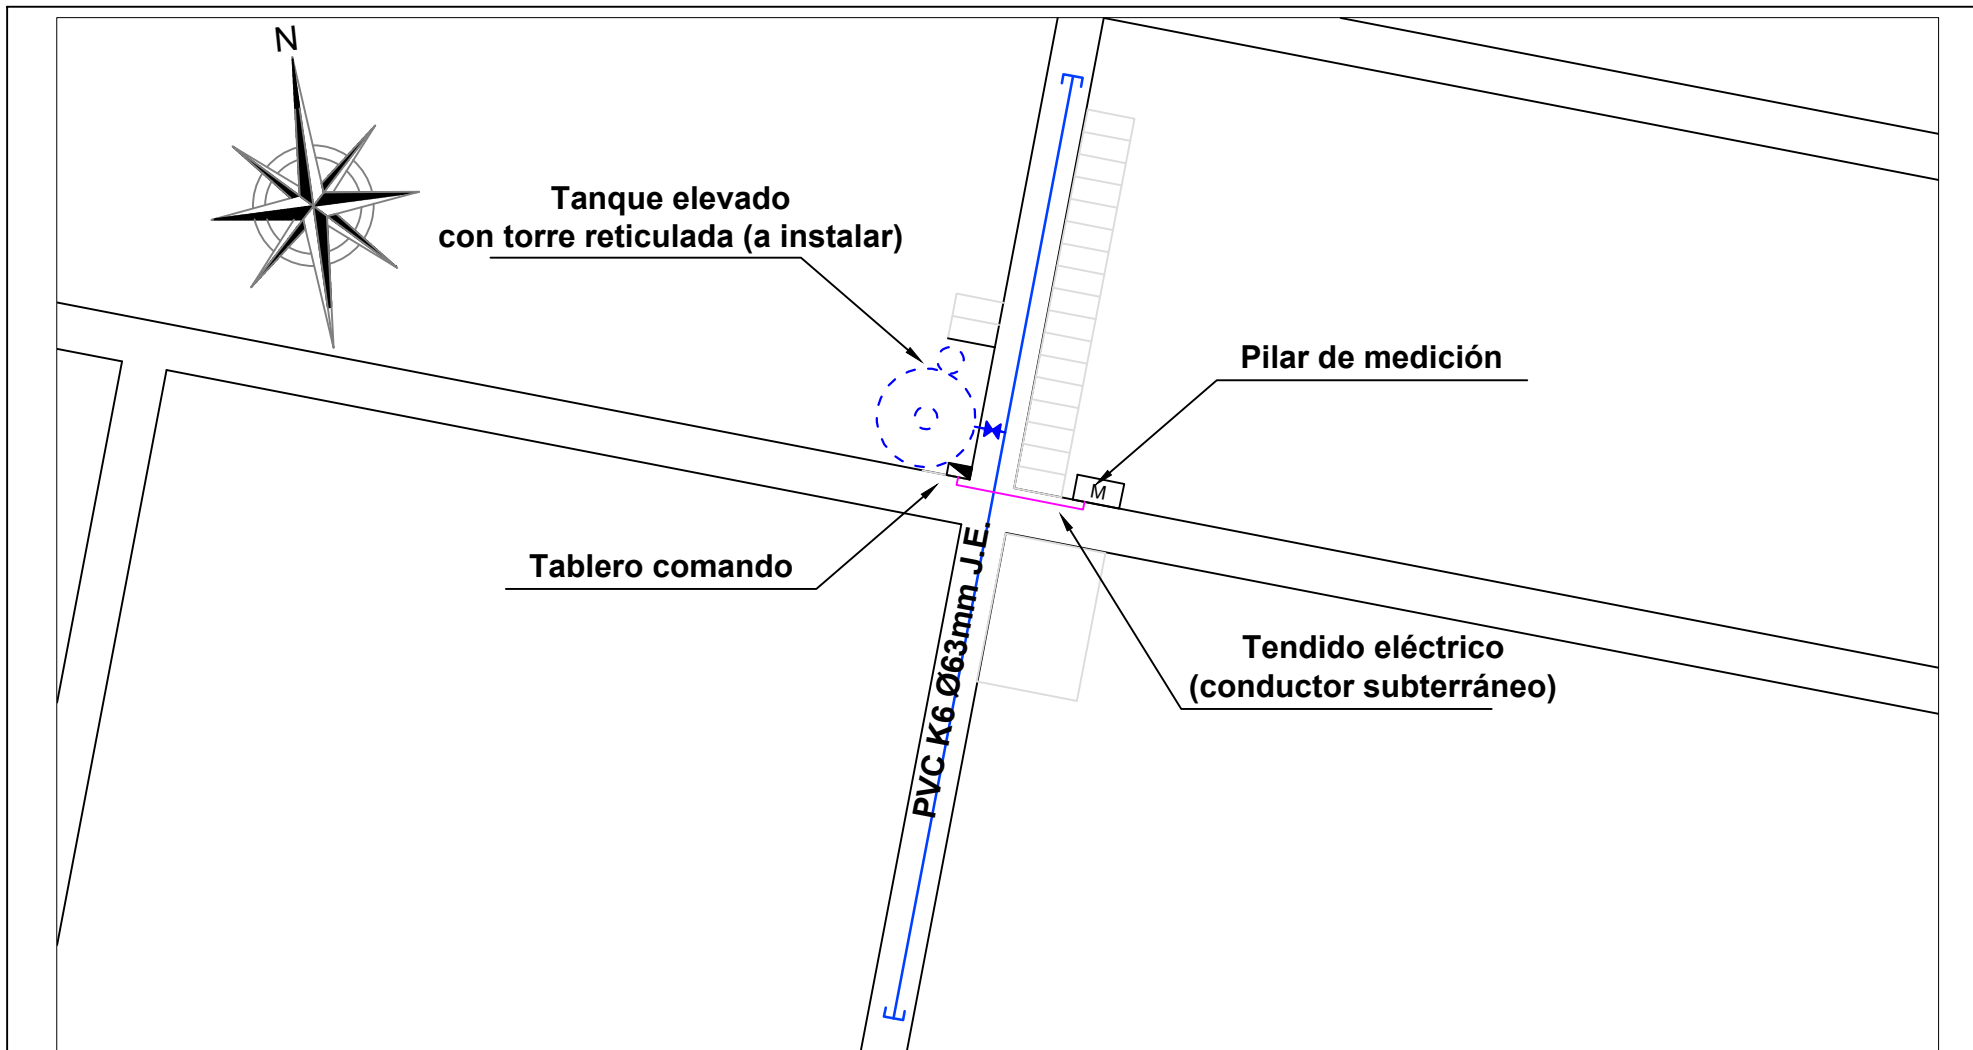 N
Tanque elevado
con torre reticulada (a instalar)
Pilar de medición
M
Tablero comando
PVC K6 Ø63mm J.E.
Tendido eléctrico
(conductor subterráneo)